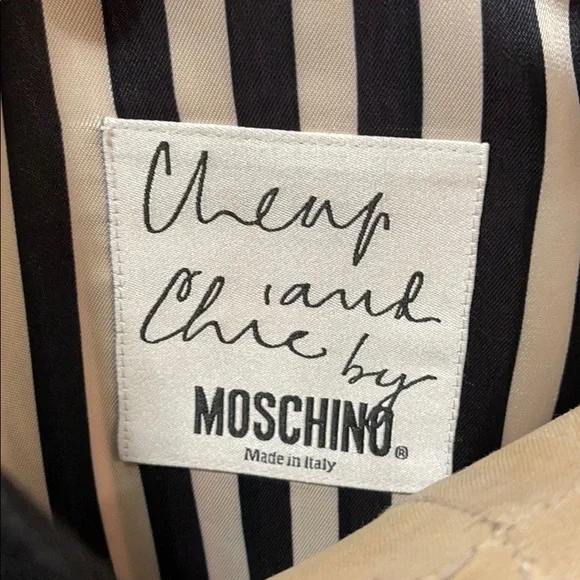 Cheap
and
Chic by
MOSCHINO®
Made in Italy